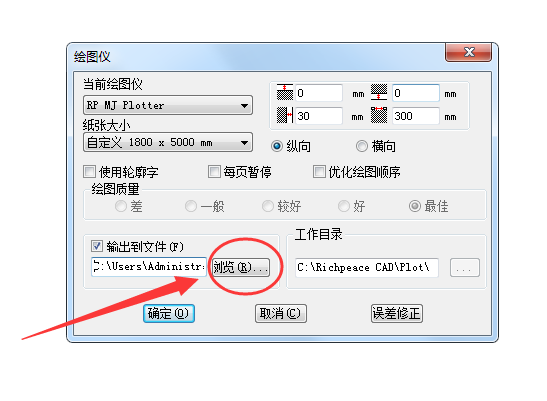 绘图仪
当前绘图仪
RP MJ Plotter
0 mm 0 mm
纸张大小
30 mm 300 mm
自定义 1800 x 5000 mm
纵向 横向
使用轮廓字 每页暂停 优化绘图顺序
绘图质量
差 一般 较好 好 最佳
输出到文件(F) 工作目录
C:\Users\Administr 浏览(R)... C:\Richpeace CAD\Plot\ ...
确定(O) 取消(C) 误差修正